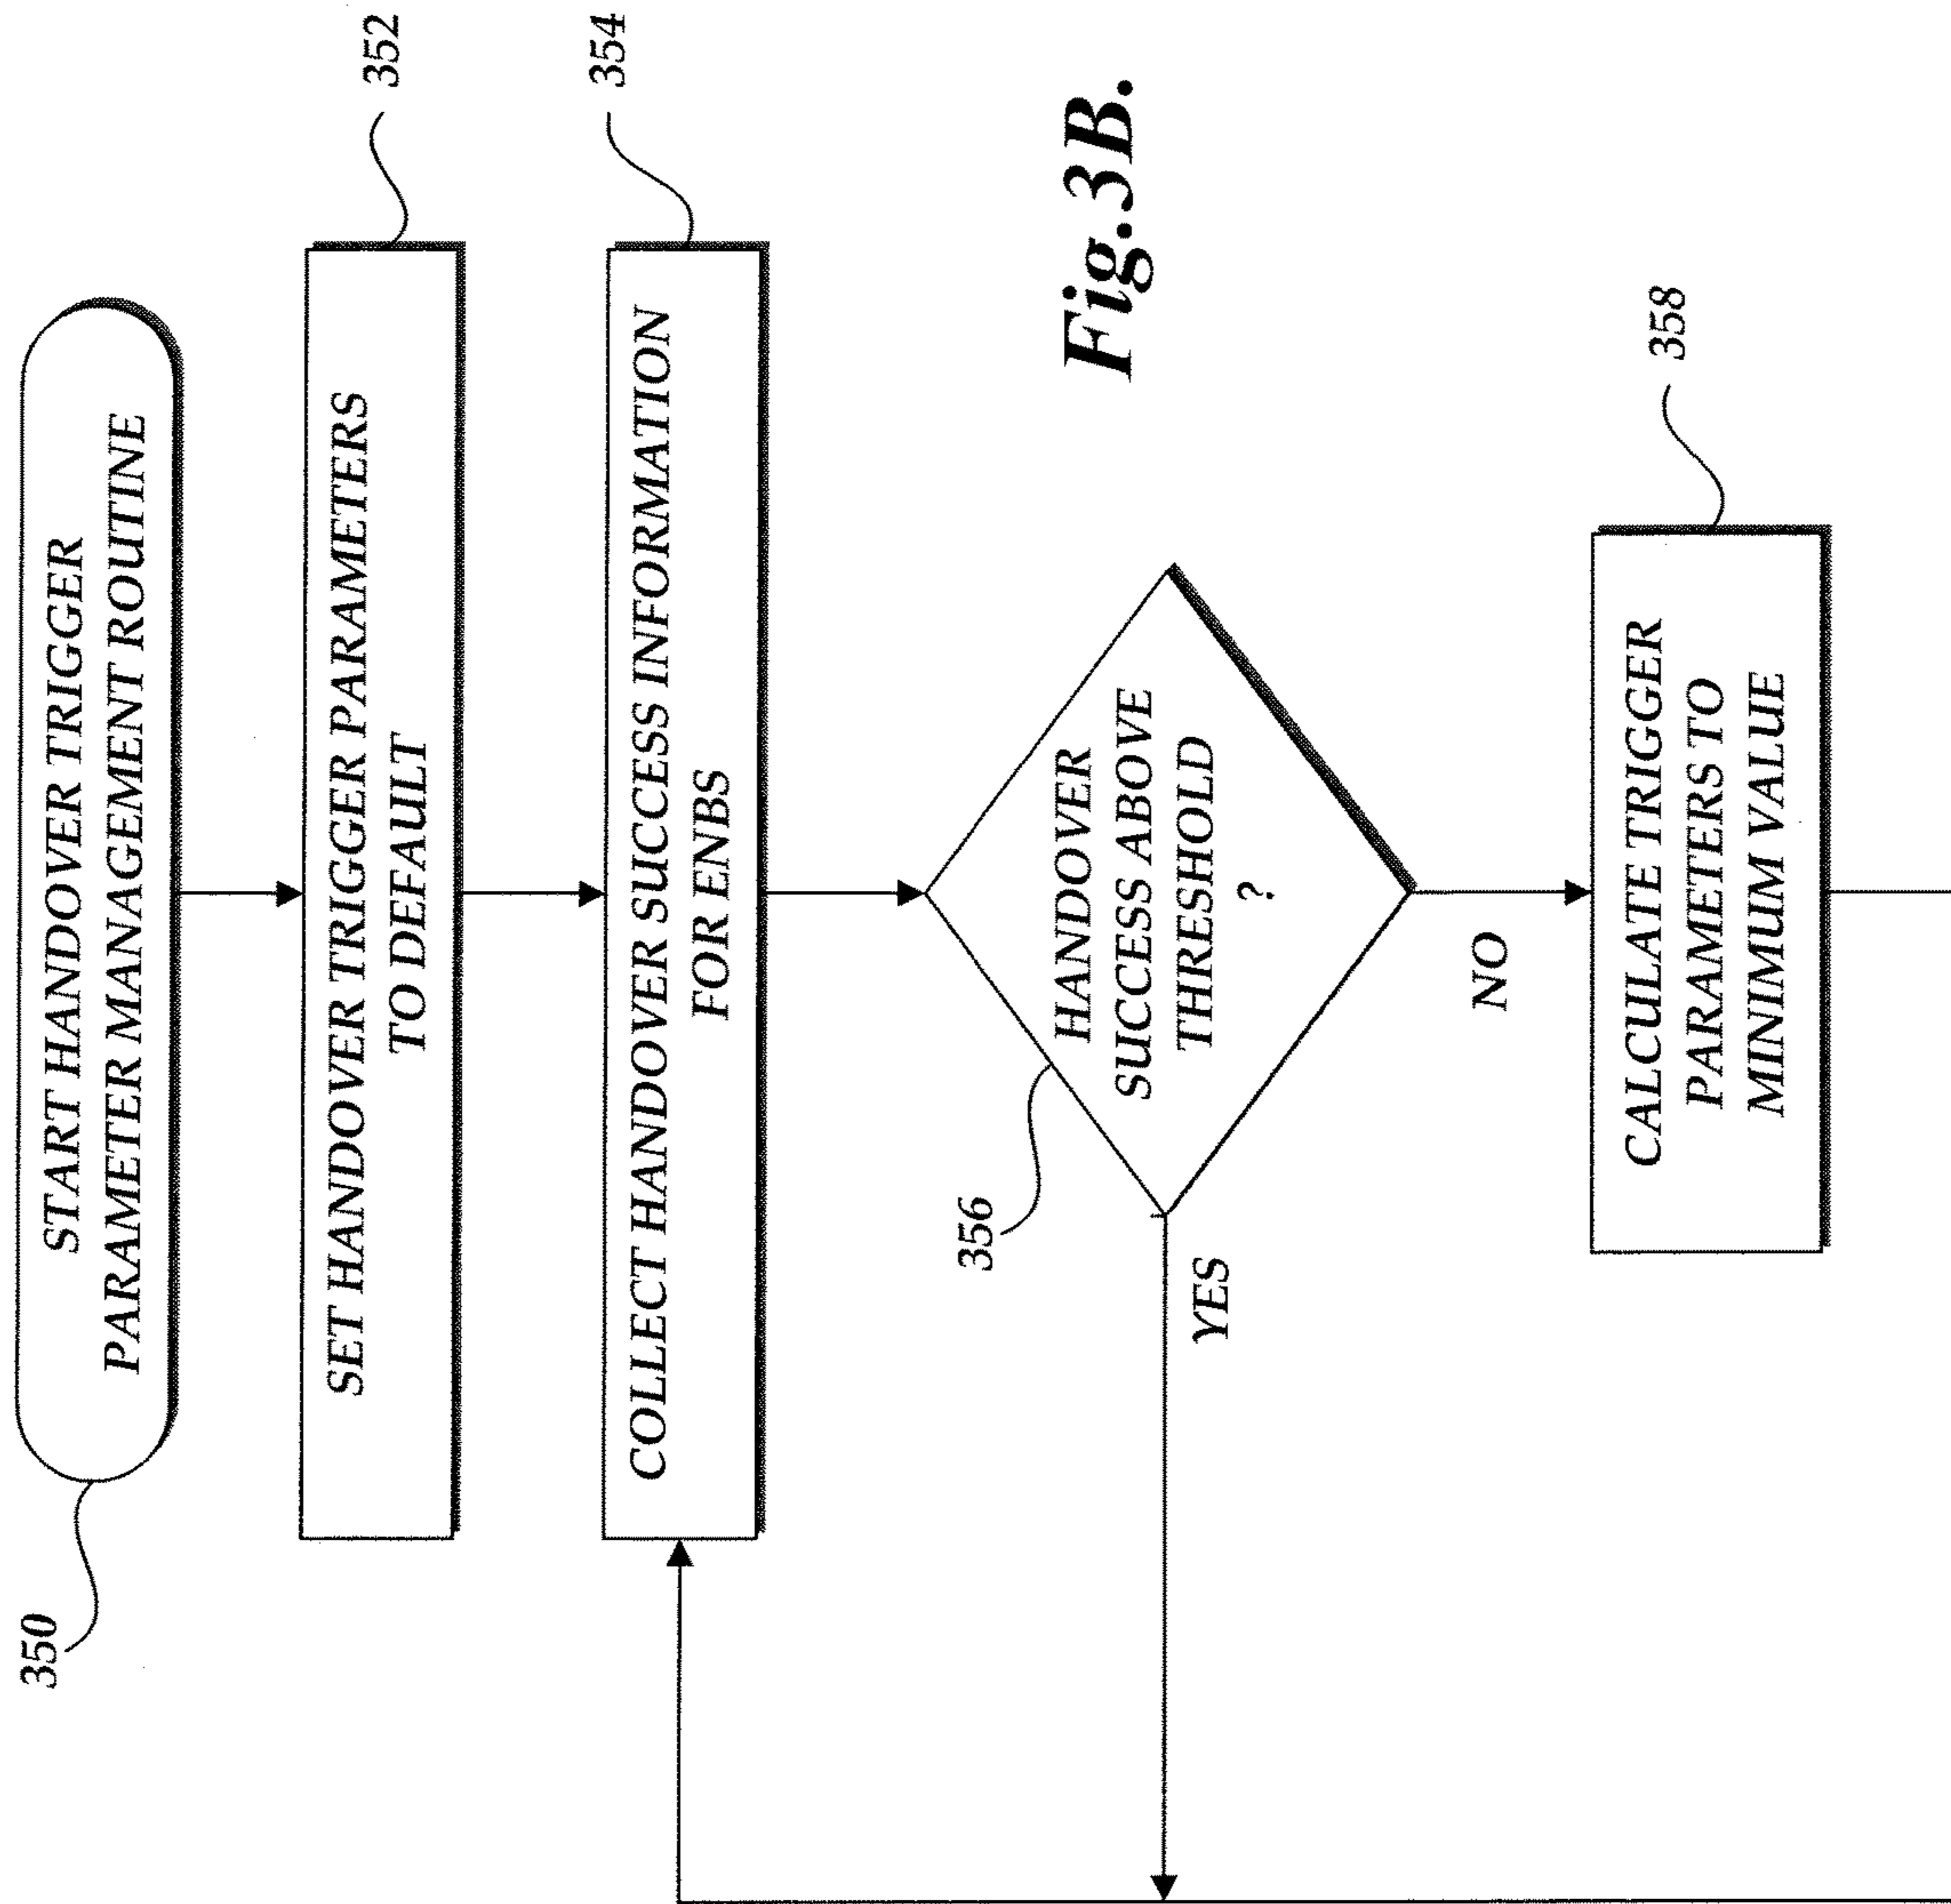 350
START HANDOVER TRIGGER
PARAMETER MANAGEMENT ROUTINE
352
SET HANDOVER TRIGGER PARAMETERS
TO DEFAULT
354
COLLECT HANDOVER SUCCESS INFORMATION
FOR ENBS
356
HANDOVER
SUCCESS ABOVE
THRESHOLD
?
YES
NO
358
CALCULATE TRIGGER
PARAMETERS TO
MINIMUM VALUE
Fig.3B.